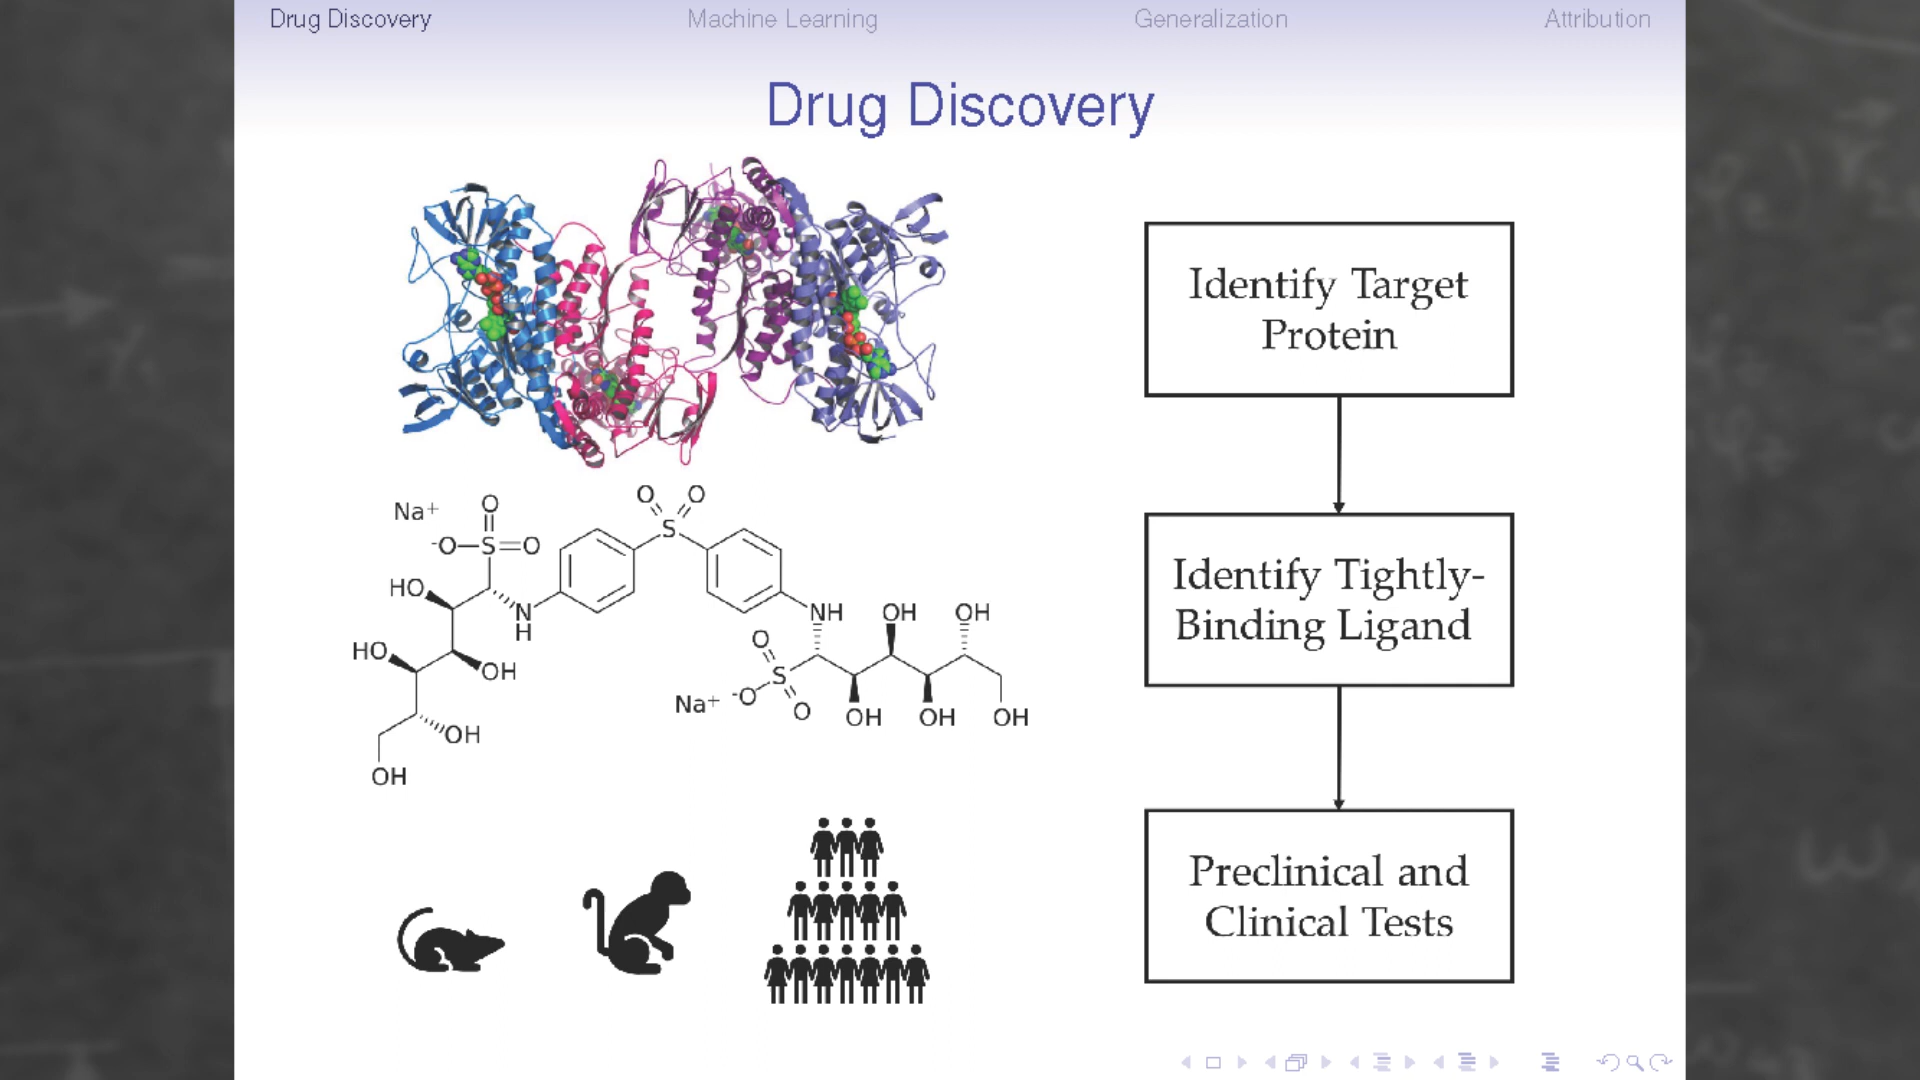 Drug Discovery Machine Learning Generalization Attribution
Drug Discovery
Identify Target
Protein
Identify Tightly-
Binding Ligand
Preclinical and
Clinical Tests
O O
Na+ O
S
-O S O
HO
N
H
NH OH OH
O
HO
OH
S
Na+ -O
O OH OH OH
OH
OH